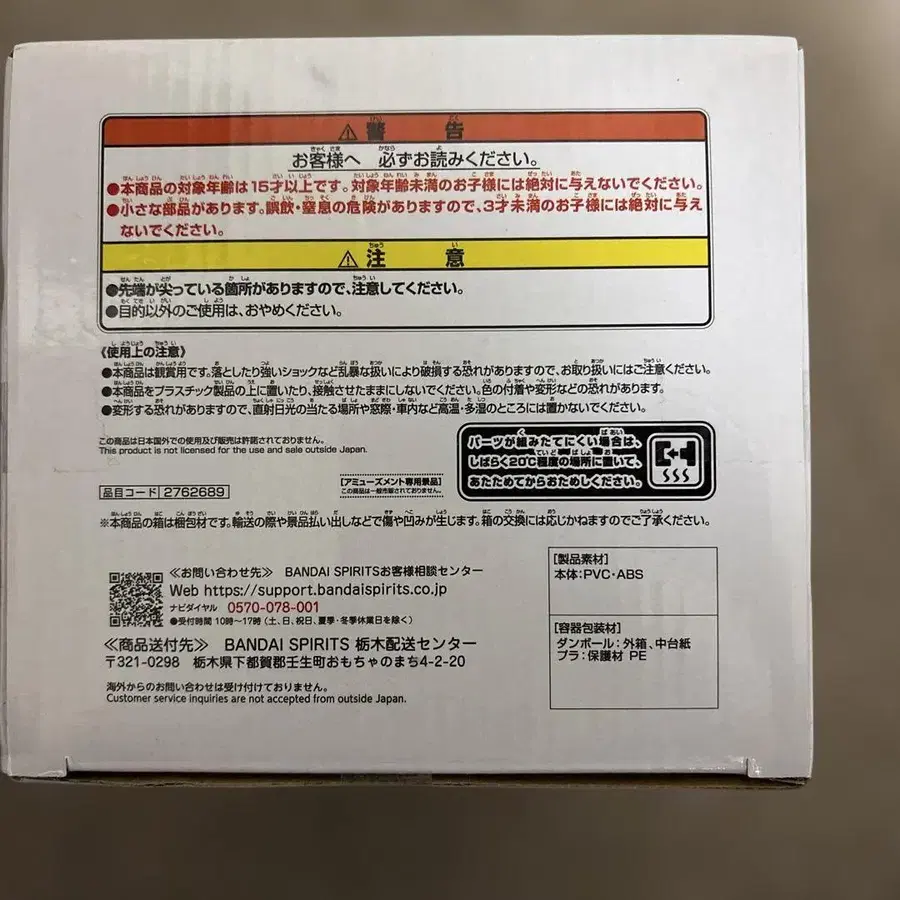 ⚠警告
お客様へ 必ずお読みください。
●本商品の対象年齢は15才以上です。対象年齢未満のお子様には絶対に与えないでください。
●小さな部品があります。誤飲・窒息の危険がありますので、3才未満のお子様には絶対に与え
ないでください。
⚠注意
●先端が尖っている箇所がありますので、注意してください。
●目的以外のご使用は、おやめください。
《使用上の注意》
●本商品は観賞用です。落としたり強いショックなど乱暴な扱いにより破損する恐れがありますので、お取り扱いにはご注意ください。
●本商品をプラスチック製品の上に置いたり、接触させたままにしないでください。色の付着や変形などの恐れがあります。
●変形する恐れがありますので、直射日光の当たる場所や窓際・車内など高温・多湿のところには置かないでください。
この商品は日本国外での使用及び販売は許諾されておりません。
This product is not licensed for the use and sale outside Japan.
パーツが組みたてにくい場合は、
しばらく20℃程度の場所に置いて、
あたためてからおためしください。
品目コード 2762689
【アミューズメント専用景品】
この商品は一般市販されておりません。
※本商品の箱は梱包材です。輸送の際や景品払い出しなどで傷や凹みが生じます。箱の交換には応じかねますのでご了承ください。
≪お問い合わせ先≫ BANDAI SPIRITSお客様相談センター
Web https://support.bandaispirits.co.jp
ナビダイヤル 0570-078-001
●受付時間 10時〜17時 (土、日、祝日、夏季・冬季休業日を除く)
≪商品送付先≫ BANDAI SPIRITS 栃木配送センター
〒321-0298 栃木県下都賀郡壬生町おもちゃのまち4-2-20
海外からのお問い合わせは受け付けておりません。
Customer service inquiries are not accepted from outside Japan.
[製品素材]
本体:PVC・ABS
[容器包装材]
ダンボール:外箱、中台紙
プラ:保護材 PE